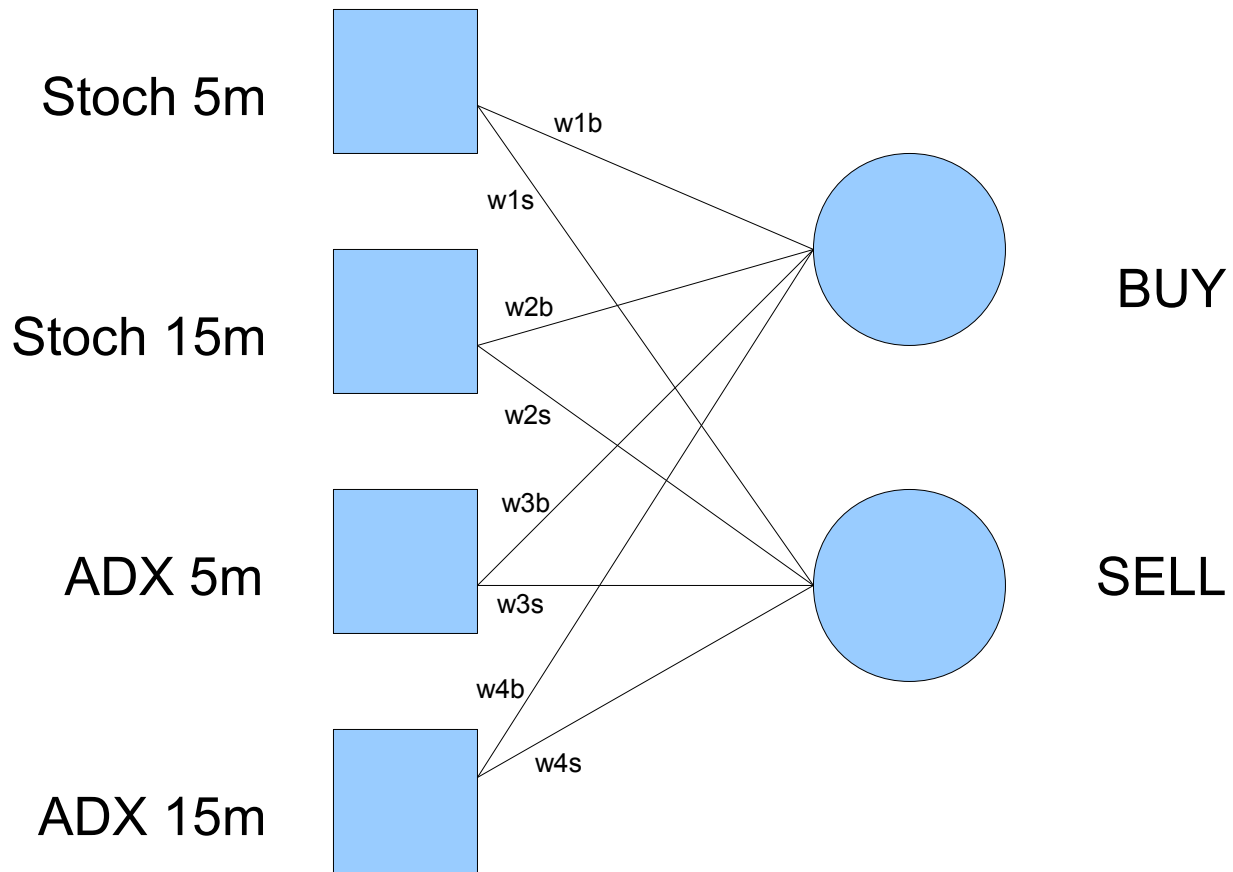 Stoch 5m
w1b
w1s
Stoch 15m
w2b
BUY
w2s
w3b
ADX 5m
SELL
w3s
w4b
w4s
ADX 15m